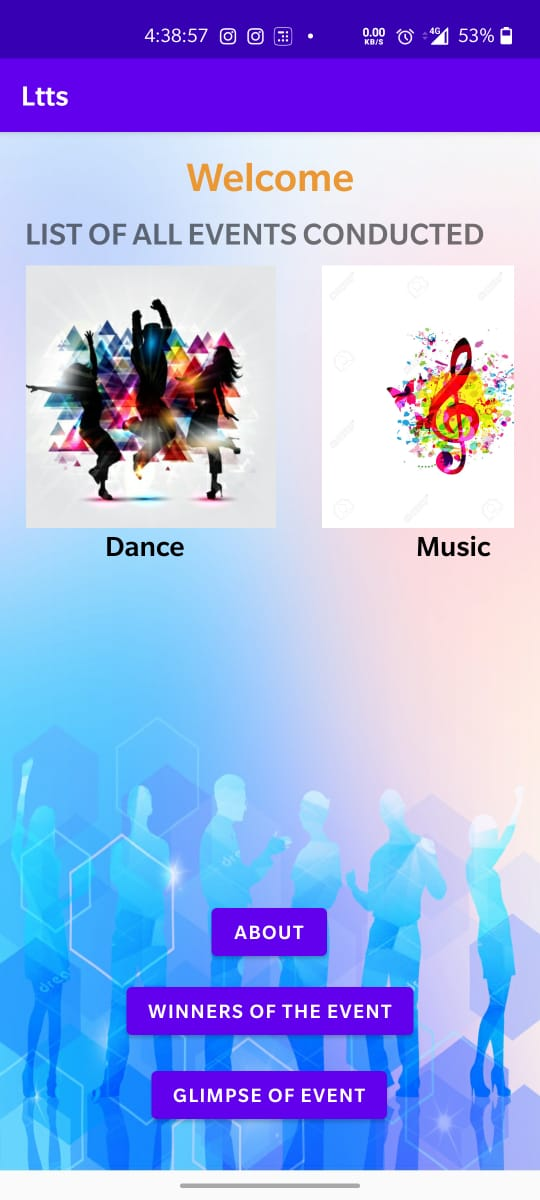 4:38:57
0.00
KB/S
4G
53%
Ltts
Welcome
LIST OF ALL EVENTS CONDUCTED
Dance
Music
ABOUT
WINNERS OF THE EVENT
GLIMPSE OF EVENT